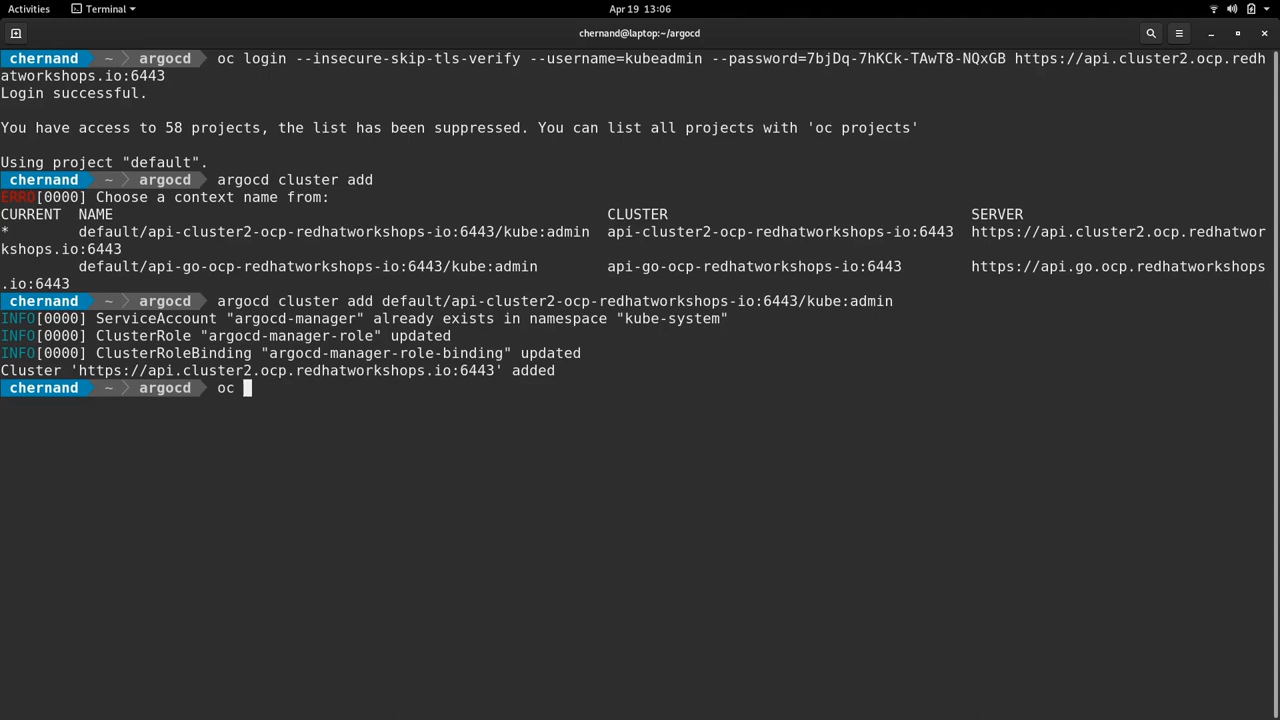 Activities Terminal Apr 19 13:06
chernand@laptop:~/argocd
chernand ~ argocd oc login --insecure-skip-tls-verify --username=kubeadmin --password=7bjDq-7hKCk-TAwT8-NQxGB https://api.cluster2.ocp.redh
atworkshops.io:6443
Login successful.
You have access to 58 projects, the list has been suppressed. You can list all projects with 'oc projects'
Using project "default".
chernand ~ argocd argocd cluster add
ERRO[0000] Choose a context name from:
CURRENT NAME CLUSTER SERVER
* default/api-cluster2-ocp-redhatworkshops-io:6443/kube:admin api-cluster2-ocp-redhatworkshops-io:6443 https://api.cluster2.ocp.redhatwor
kshops.io:6443
default/api-go-ocp-redhatworkshops-io:6443/kube:admin api-go-ocp-redhatworkshops-io:6443 https://api.go.ocp.redhatworkshops
.io:6443
chernand ~ argocd argocd cluster add default/api-cluster2-ocp-redhatworkshops-io:6443/kube:admin
INFO[0000] ServiceAccount "argocd-manager" already exists in namespace "kube-system"
INFO[0000] ClusterRole "argocd-manager-role" updated
INFO[0000] ClusterRoleBinding "argocd-manager-role-binding" updated
Cluster 'https://api.cluster2.ocp.redhatworkshops.io:6443' added
chernand ~ argocd oc